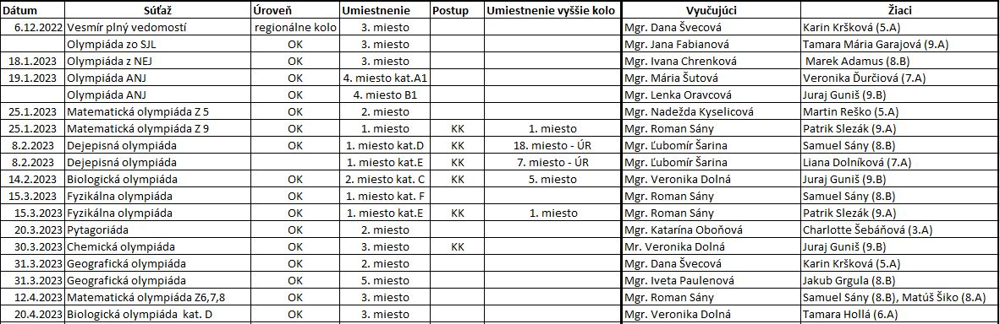 Dátum Súťaž Úroveň Umiestnenie Postup Umiestnenie vyššie kolo Vyučujúci Žiaci
6.12.2022 Vesmír plný vedomostí regionálne kolo 3. miesto Mgr. Dana Švecová Karin Kršková (5.A)
Olympiáda zo SJL OK 3. miesto Mgr. Jana Fabianová Tamara Mária Garajová (9.A)
18.1.2023 Olympiáda z NEJ OK 3. miesto Mgr. Ivana Chrenková Marek Adamus (8.B)
19.1.2023 Olympiáda ANJ OK 4. miesto kat.A1 Mgr. Mária Šutová Veronika Ďurčiová (7.A)
Olympiáda ANJ OK 4. miesto B1 Mgr. Lenka Oravcová Juraj Guniš (9.B)
25.1.2023 Matematická olympiáda Z 5 OK 2. miesto Mgr. Nadežda Kyselicová Martin Reško (5.A)
25.1.2023 Matematická olympiáda Z 9 OK 1. miesto KK 1. miesto Mgr. Roman Sány Patrik Slezák (9.A)
8.2.2023 Dejepisná olympiáda OK 1. miesto kat.D KK 18. miesto - ÚR Mgr. Ľubomír Šarina Samuel Sány (8.B)
8.2.2023 Dejepisná olympiáda 1. miesto kat.E KK 7. miesto - ÚR Mgr. Ľubomír Šarina Liana Dolníková (7.A)
14.2.2023 Biologická olympiáda OK 2. miesto kat. C KK 5. miesto Mgr. Veronika Dolná Juraj Guniš (9.B)
15.3.2023 Fyzikálna olympiáda OK 1. miesto kat. F Mgr. Roman Sány Samuel Sány (8.B)
15.3.2023 Fyzikálna olympiáda OK 1. miesto kat.E KK 1. miesto Mgr. Roman Sány Patrik Slezák (9.A)
20.3.2023 Pytagoriáda OK 2. miesto Mgr. Katarína Oboňová Charlotte Šebáňová (3.A)
30.3.2023 Chemická olympiáda OK 3. miesto KK Mr. Veronika Dolná Juraj Guniš (9.B)
31.3.2023 Geografická olympiáda OK 2. miesto Mgr. Dana Švecová Karin Kršková (5.A)
31.3.2023 Geografická olympiáda OK 5. miesto Mgr. Iveta Paulenová Jakub Grgula (8.B)
12.4.2023 Matematická olympiáda Z6,7,8 OK 3. miesto Mgr. Roman Sány Samuel Sány (8.B), Matúš Šiko (8.A)
20.4.2023 Biologická olympiáda kat. D OK 3. miesto Mgr. Veronika Dolná Tamara Hollá (6.A)